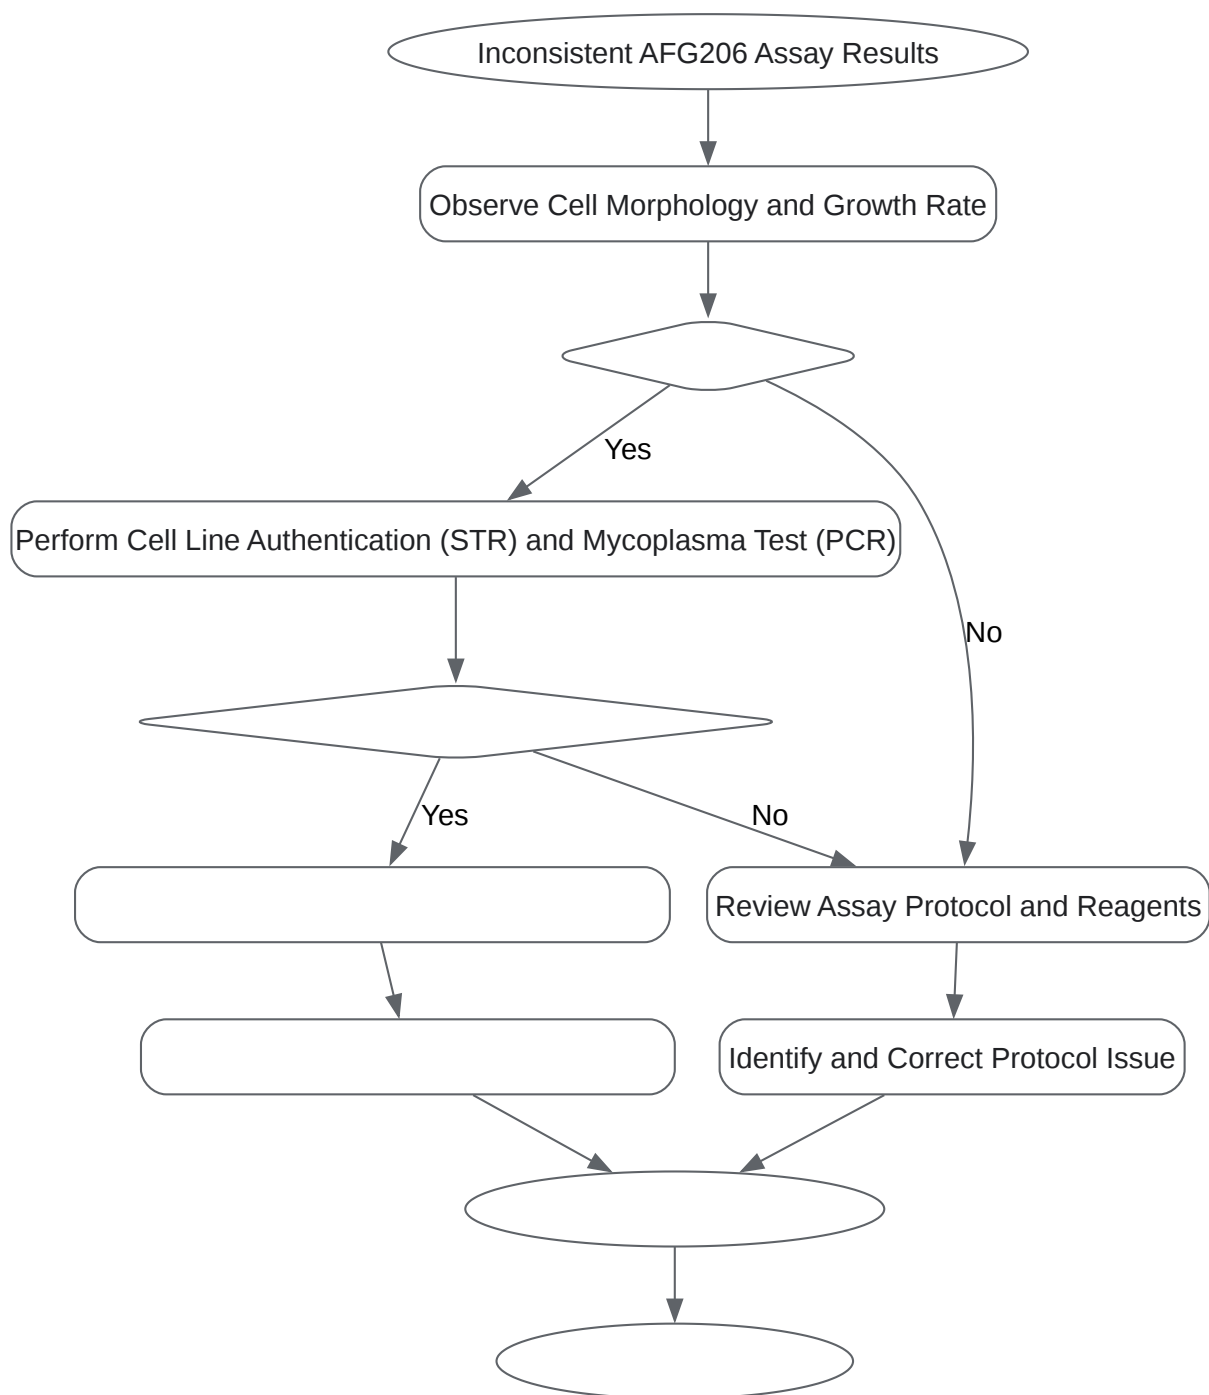 Inconsistent AFG206 Assay Results
Observe Cell Morphology and Growth Rate
Yes
Perform Cell Line Authentication (STR) and Mycoplasma Test (PCR)
No
Yes
No
Review Assay Protocol and Reagents
Identify and Correct Protocol Issue